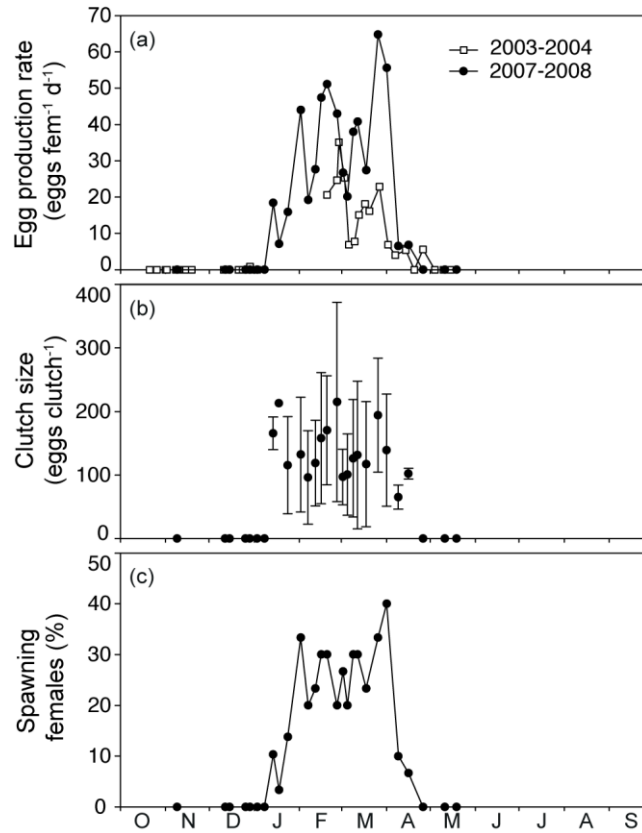 (a)
2003-2004
2007-2008
Egg production rate
(eggs fem⁻¹ d⁻¹)
70
60
50
40
30
20
10
0
(b)
Clutch size
(eggs clutch⁻¹)
400
300
200
100
0
(c)
Spawning
females (%)
50
40
30
20
10
0
O N D J F M A M J J A S